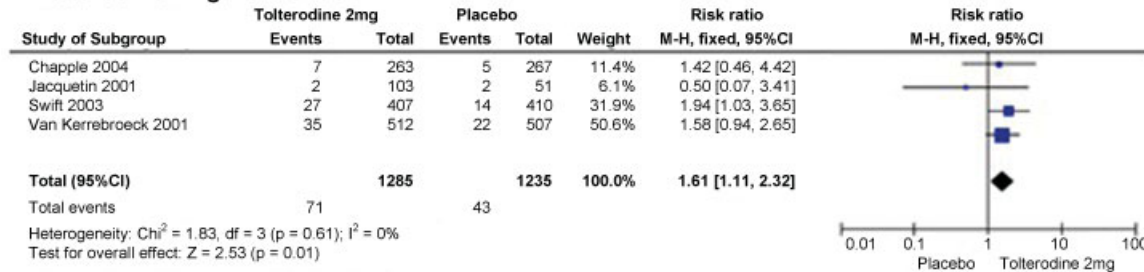 Tolterodine 2mg Placebo Risk ratio Risk ratio
Study of Subgroup Events Total Events Total Weight M-H, fixed, 95%CI M-H, fixed, 95%CI
Chapple 2004 7 263 5 267 11.4% 1.42 [0.46, 4.42]
Jacquetin 2001 2 103 2 51 6.1% 0.50 [0.07, 3.41]
Swift 2003 27 407 14 410 31.9% 1.94 [1.03, 3.65]
Van Kerrebroeck 2001 35 512 22 507 50.6% 1.58 [0.94, 2.65]
Total (95%CI) 1285 1235 100.0% 1.61 [1.11, 2.32]
Total events 71 43
Heterogeneity: Chi² = 1.83, df = 3 (p = 0.61); I² = 0%
Test for overall effect: Z = 2.53 (p = 0.01)
0.01 0.1 1 10 100
Placebo Tolterodine 2mg